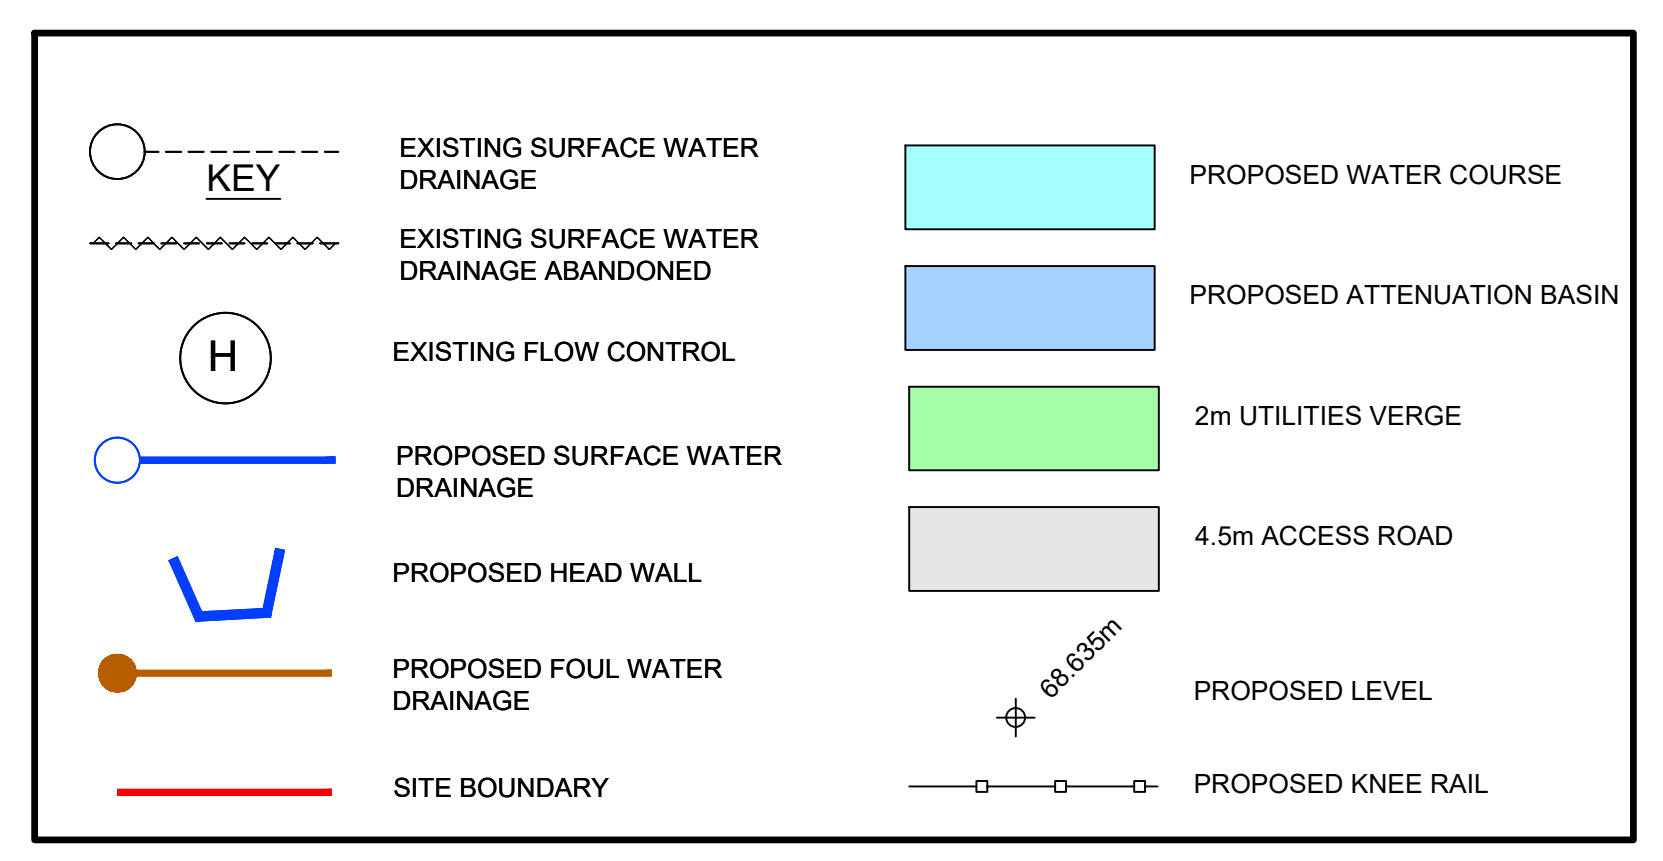 KEY
EXISTING SURFACE WATER
DRAINAGE
EXISTING SURFACE WATER
DRAINAGE ABANDONED
H
EXISTING FLOW CONTROL
PROPOSED SURFACE WATER
DRAINAGE
PROPOSED HEAD WALL
PROPOSED FOUL WATER
DRAINAGE
SITE BOUNDARY
PROPOSED WATER COURSE
PROPOSED ATTENUATION BASIN
2m UTILITIES VERGE
4.5m ACCESS ROAD
68.635m
PROPOSED LEVEL
PROPOSED KNEE RAIL